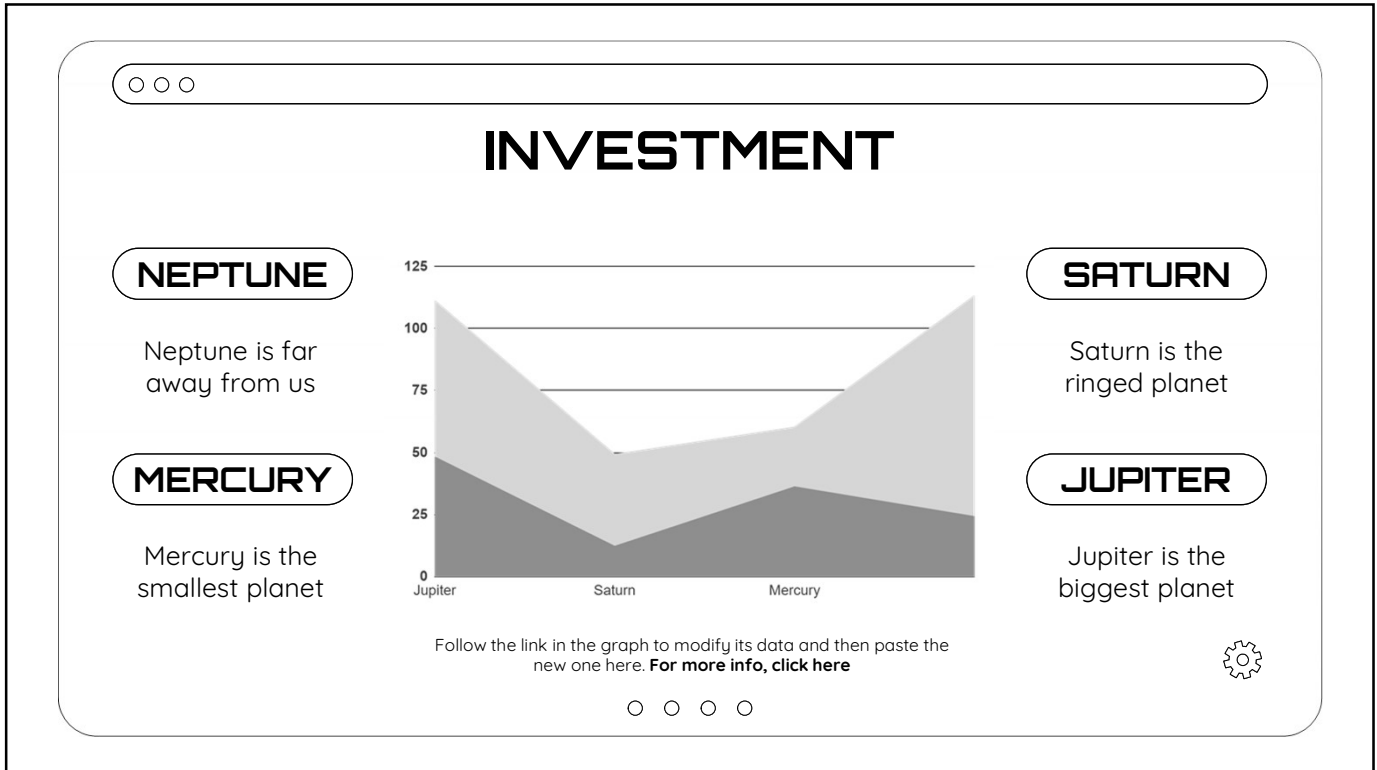 INVESTMENT
NEPTUNE
Neptune is far
away from us
MERCURY
Mercury is the
smallest planet
125
100
75
50
25
0
Jupiter
Saturn
Mercury
SATURN
Saturn is the
ringed planet
JUPITER
Jupiter is the
biggest planet
Follow the link in the graph to modify its data and then paste the
new one here. For more info, click here